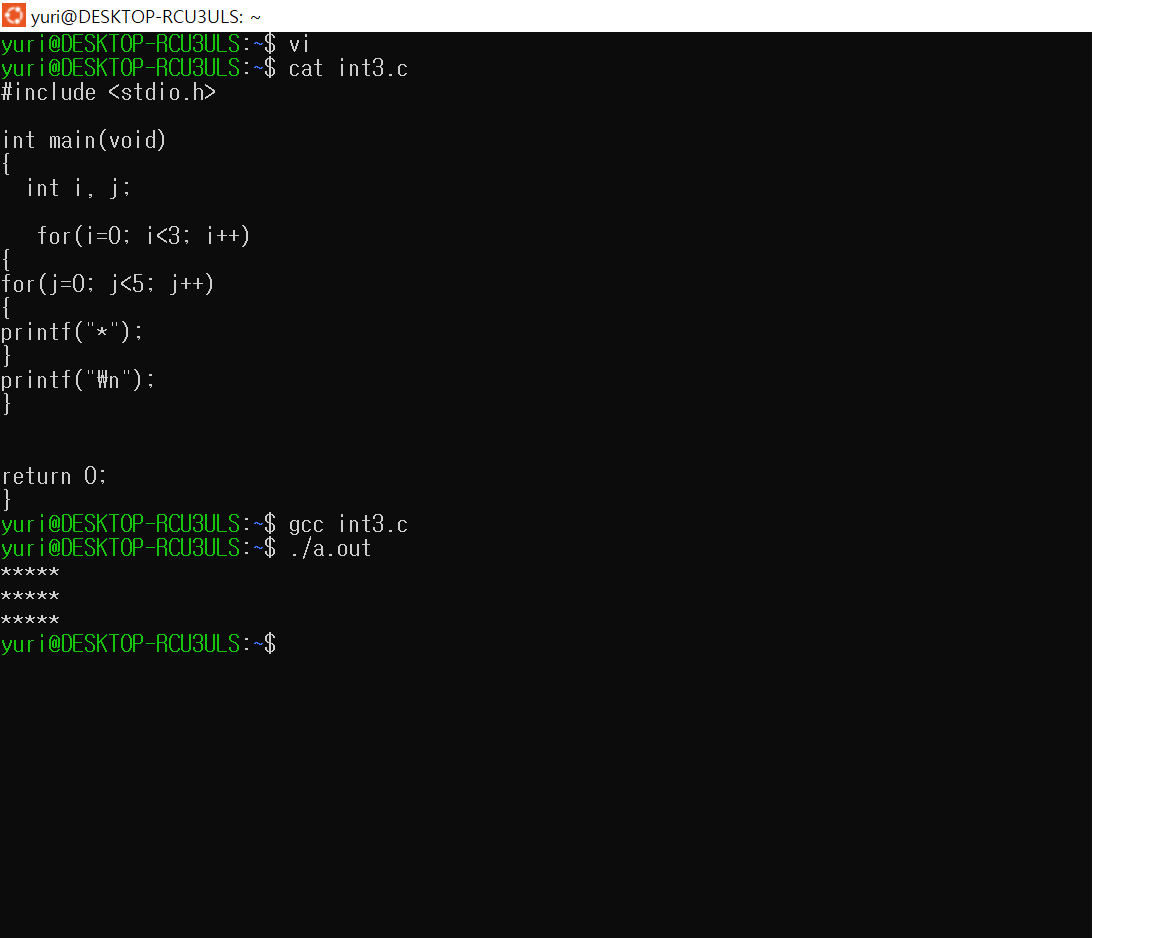 yuri@DESKTOP-RCU3ULS: ~
yuri@DESKTOP-RCU3ULS:~$ vi
yuri@DESKTOP-RCU3ULS:~$ cat int3.c
#include <stdio.h>
int main(void)
{
int i, j;
for(i=0; i<3; i++)
{
for(j=0; j<5; j++)
{
printf("*");
}
printf("₩n");
}
return 0;
}
yuri@DESKTOP-RCU3ULS:~$ gcc int3.c
yuri@DESKTOP-RCU3ULS:~$ ./a.out
*****
*****
*****
yuri@DESKTOP-RCU3ULS:~$